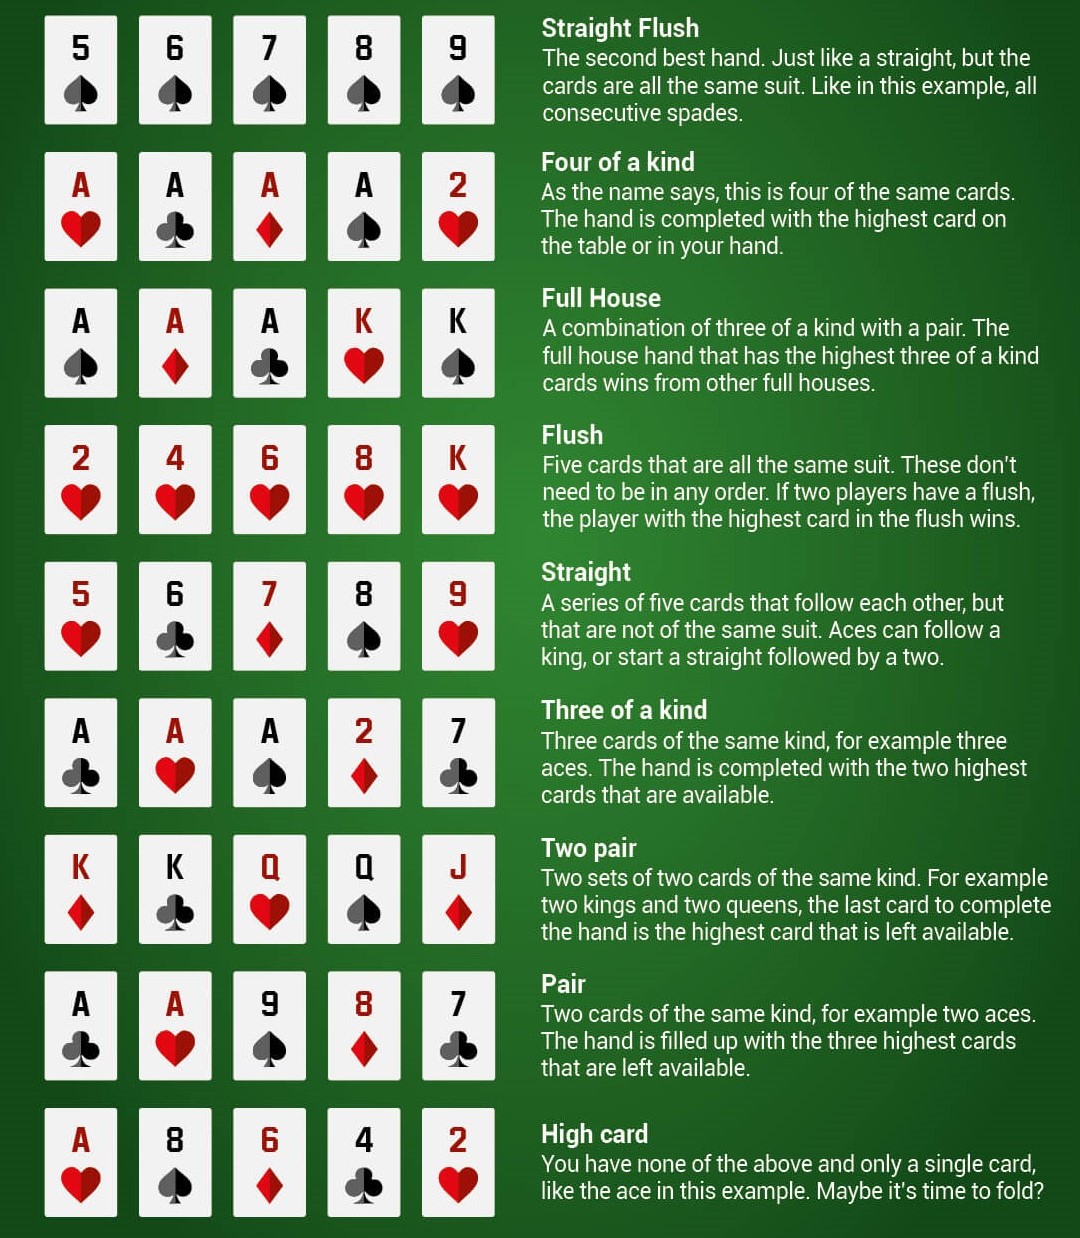 5 6 7 8 9
Straight Flush
The second best hand. Just like a straight, but the
cards are all the same suit. Like in this example, all
consecutive spades.
A A A A 2
Four of a kind
As the name says, this is four of the same cards.
The hand is completed with the highest card on
the table or in your hand.
A A A K K
Full House
A combination of three of a kind with a pair. The
full house hand that has the highest three of a kind
cards wins from other full houses.
2 4 6 8 K
Flush
Five cards that are all the same suit. These don't
need to be in any order. If two players have a flush,
the player with the highest card in the flush wins.
5 6 7 8 9
Straight
A series of five cards that follow each other, but
that are not of the same suit. Aces can follow a
king, or start a straight followed by a two.
A A A 2 7
Three of a kind
Three cards of the same kind, for example three
aces. The hand is completed with the two highest
cards that are available.
K K Q Q J
Two pair
Two sets of two cards of the same kind. For example
two kings and two queens, the last card to complete
the hand is the highest card that is left available.
A A 9 8 7
Pair
Two cards of the same kind, for example two aces.
The hand is filled up with the three highest cards
that are left available.
A 8 6 4 2
High card
You have none of the above and only a single card,
like the ace in this example. Maybe it's time to fold?